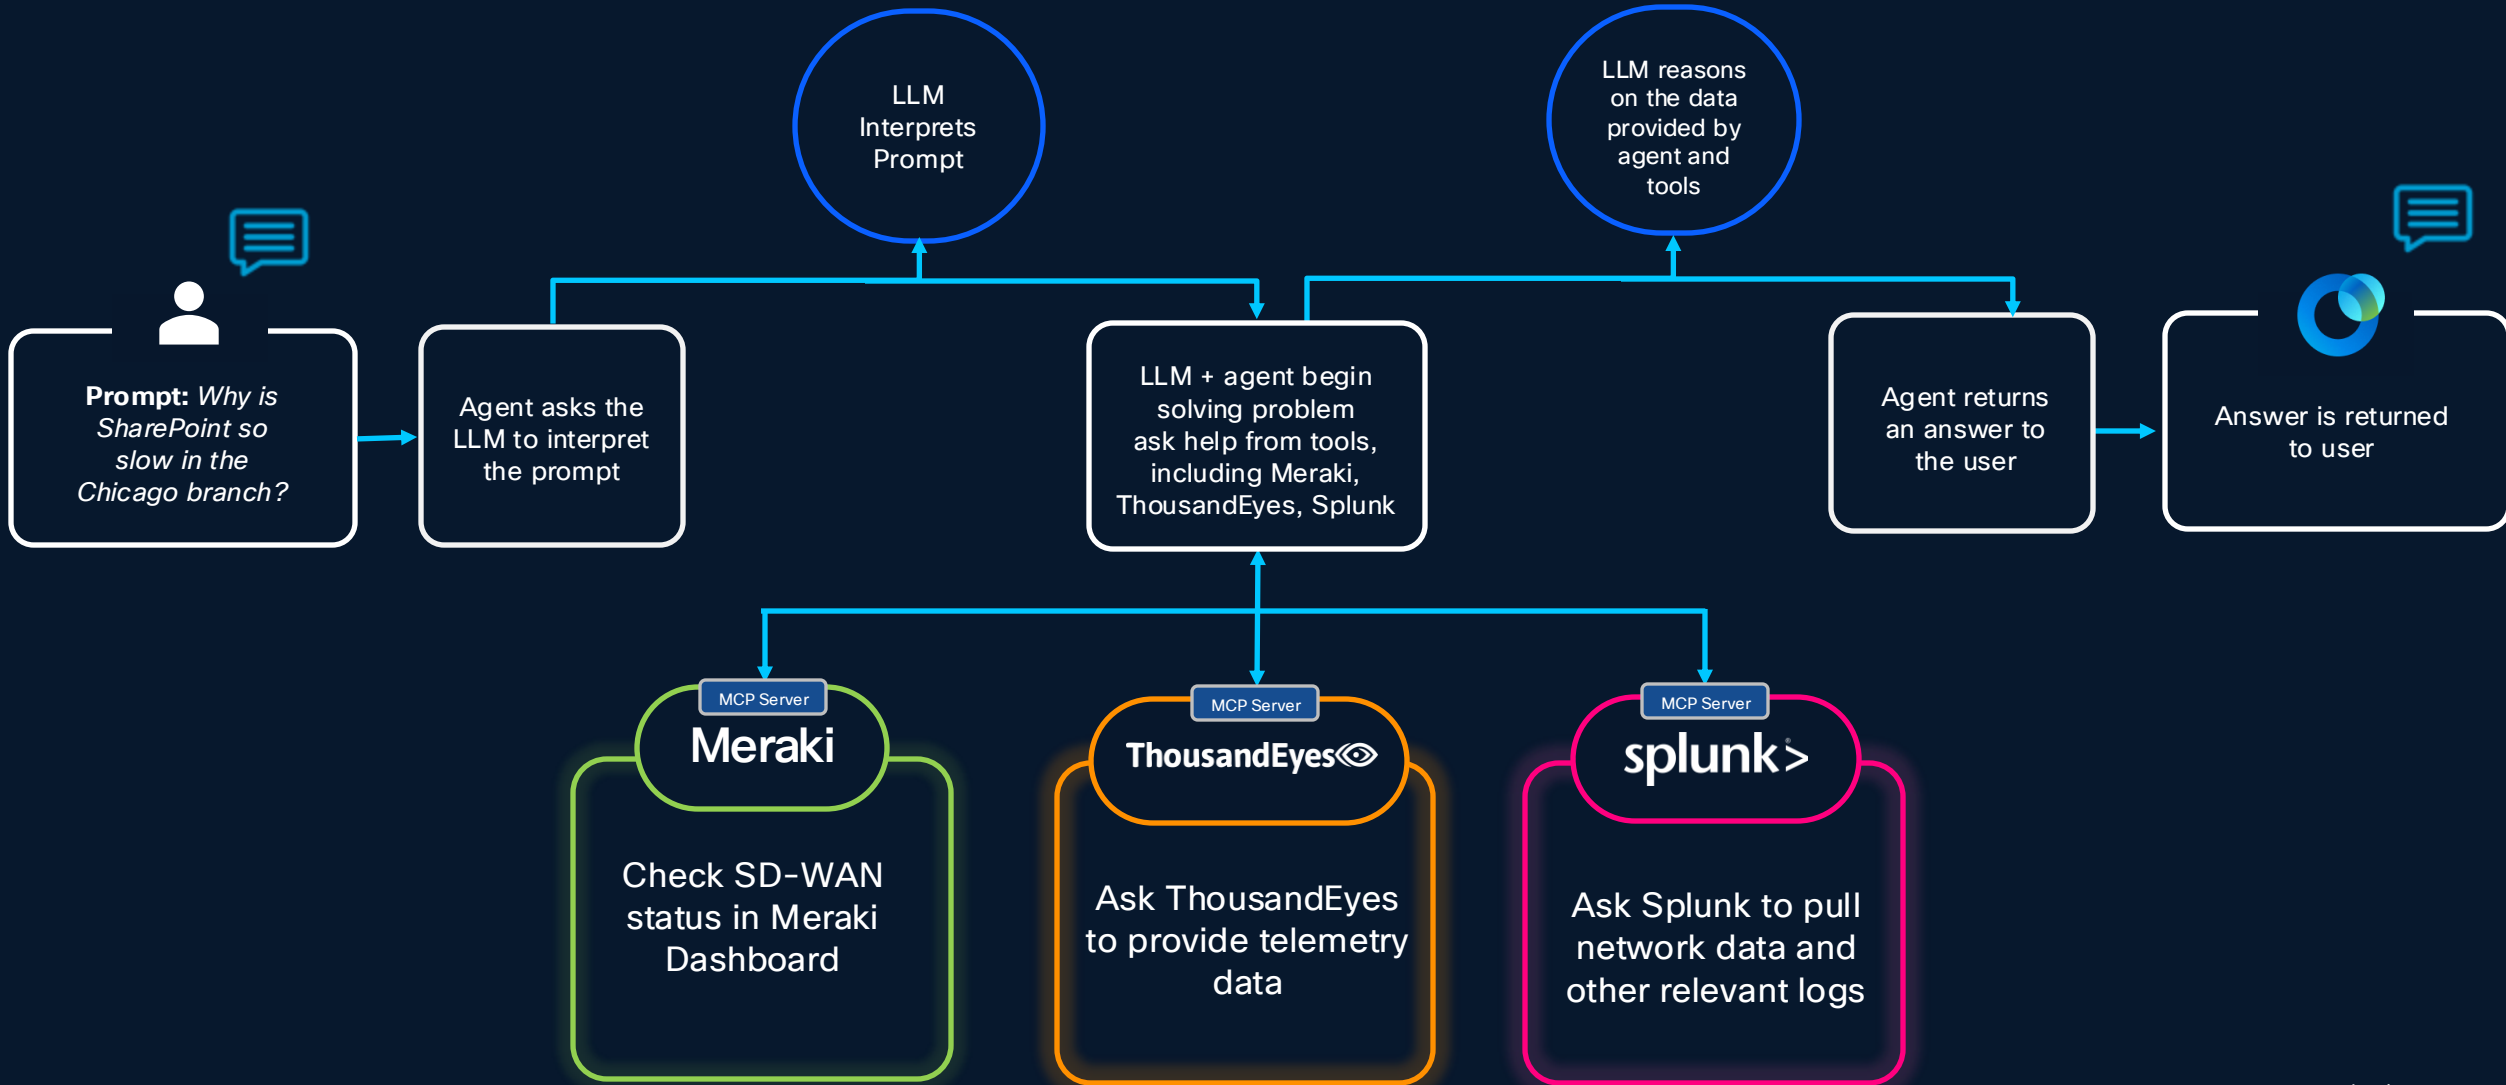 LLM
Interprets
Prompt
LLM reasons
on the data
provided by
agent and
tools
Prompt: Why is
SharePoint so
slow in the
Chicago branch?
Agent asks the
LLM to interpret
the prompt
LLM + agent begin
solving problem
ask help from tools,
including Meraki,
ThousandEyes, Splunk
Agent returns
an answer to
the user
Answer is returned
to user
MCP Server
Meraki
Check SD-WAN
status in Meraki
Dashboard
MCP Server
ThousandEyes
Ask ThousandEyes
to provide telemetry
data
MCP Server
splunk>
Ask Splunk to pull
network data and
other relevant logs